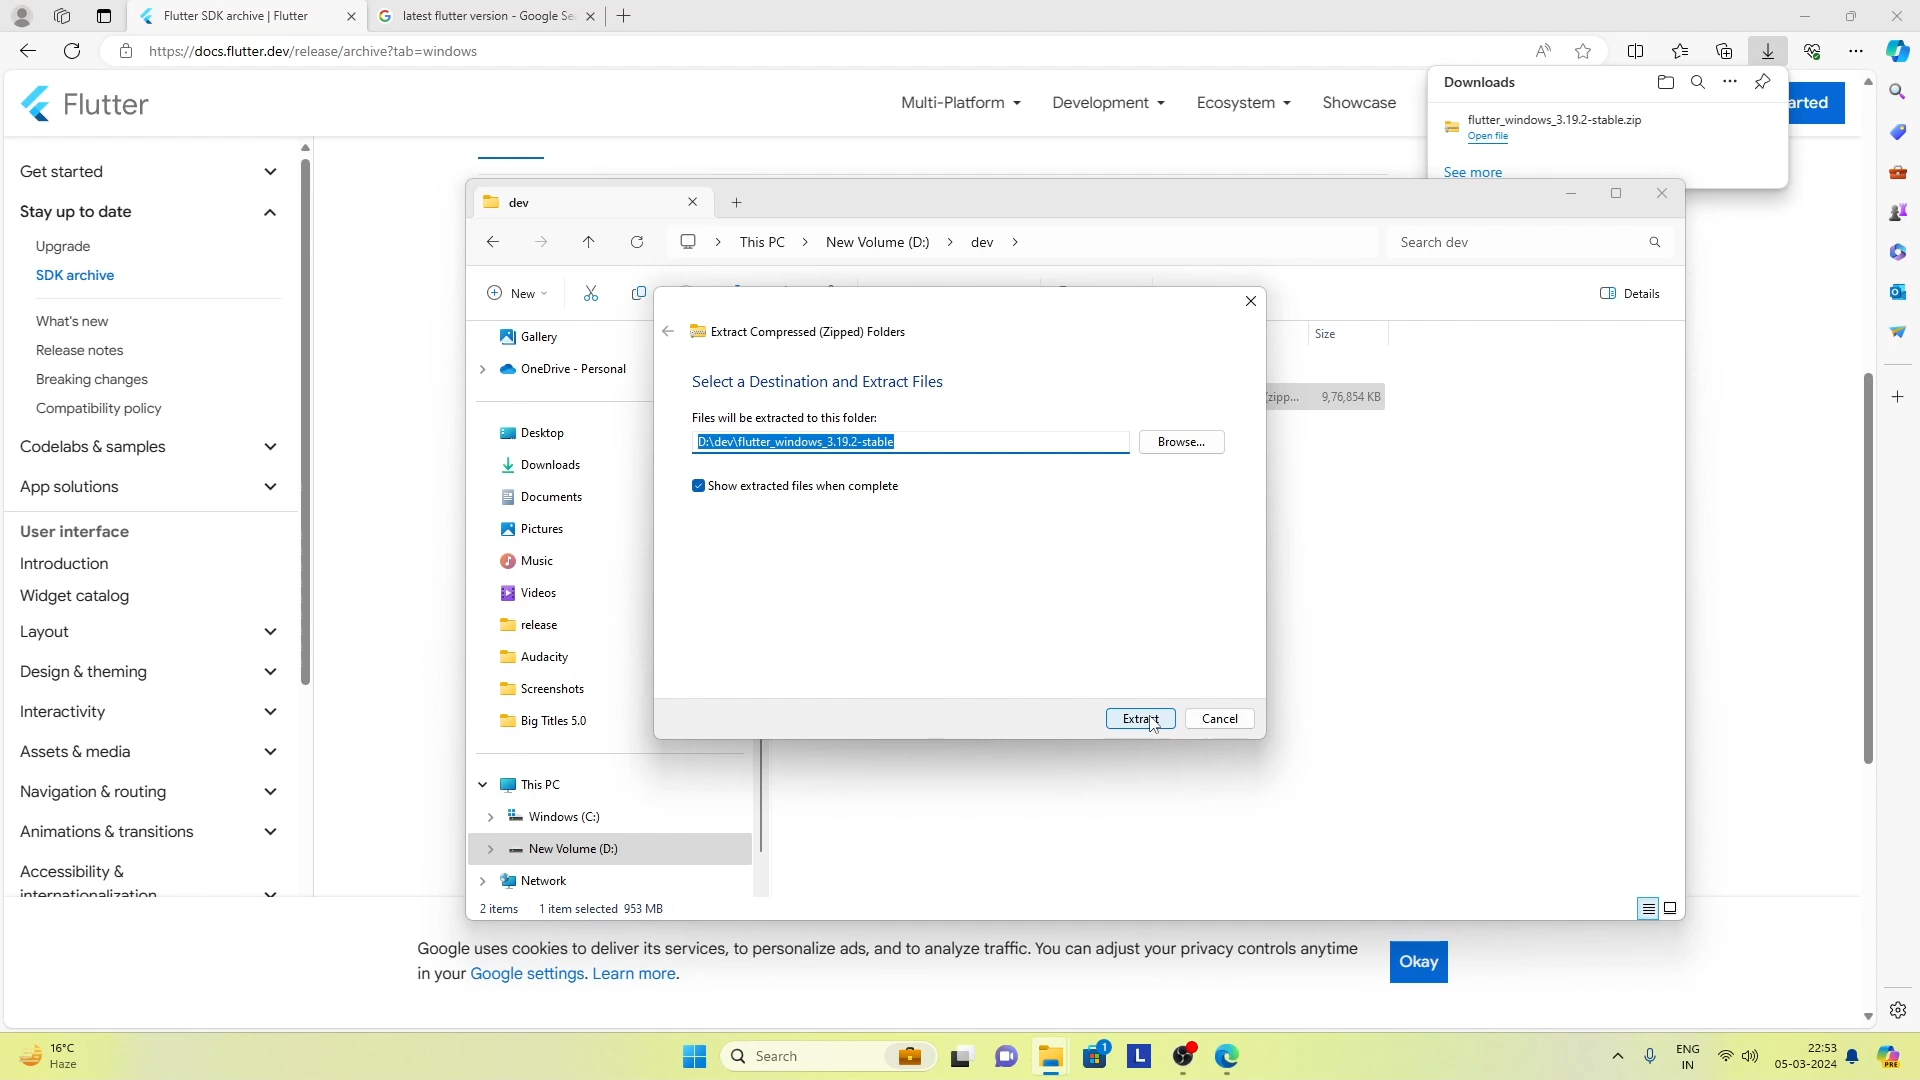 Flutter SDK archive | Flutter
latest flutter version - Google Se
https://docs.flutter.dev/release/archive?tab=windows
Flutter
Multi-Platform
Development
Ecosystem
Showcase
arted
Downloads
flutter_windows_3.19.2-stable.zip
Open file
See more
Get started
Stay up to date
Upgrade
SDK archive
What's new
Release notes
Breaking changes
Compatibility policy
Codelabs & samples
App solutions
User interface
Introduction
Widget catalog
Layout
Design & theming
Interactivity
Assets & media
Navigation & routing
Animations & transitions
Accessibility &
internationalization
dev
This PC > New Volume (D:) > dev >
Search dev
New
Details
Gallery
OneDrive - Personal
Desktop
Downloads
Documents
Pictures
Music
Videos
release
Audacity
Screenshots
Big Titles 5.0
This PC
Windows (C:)
New Volume (D:)
Network
2 items 1 item selected 953 MB
Size
(zipp... 9,76,854 KB
Extract Compressed (Zipped) Folders
Select a Destination and Extract Files
Files will be extracted to this folder:
D:\dev\flutter_windows_3.19.2-stable
Browse...
Show extracted files when complete
Extract
Cancel
Google uses cookies to deliver its services, to personalize ads, and to analyze traffic. You can adjust your privacy controls anytime
in your Google settings. Learn more.
Okay
16°C
Haze
Search
1
L
ENG
IN
22:53
05-03-2024
PRE